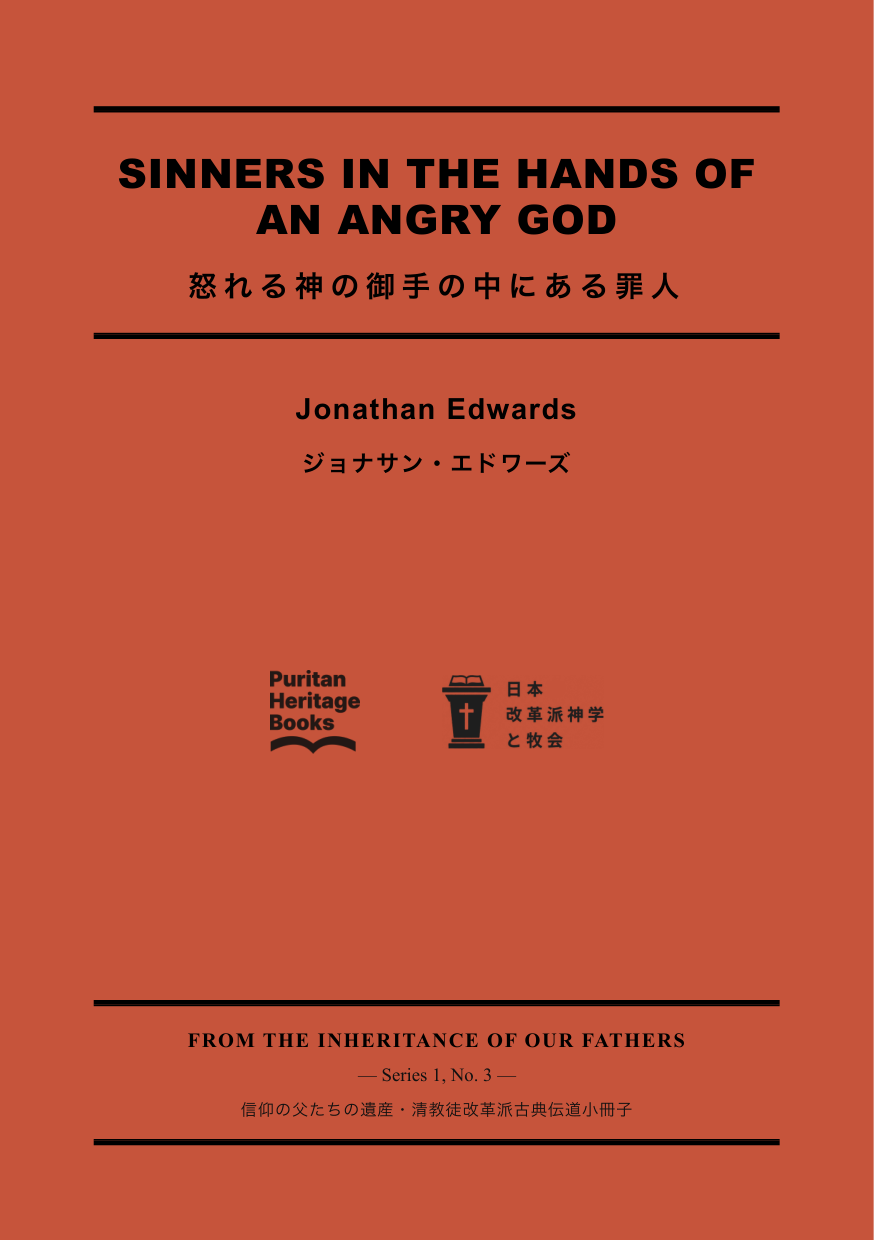 SINNERS IN THE HANDS OF
AN ANGRY GOD
怒れる神の御手の中にある罪人
Jonathan Edwards
ジョナサン・エドワーズ
Puritan
Heritage
Books
日本
改革派神学
と牧会
FROM THE INHERITANCE OF OUR FATHERS
— Series 1, No. 3 —
信仰の父たちの遺産・清教徒改革派古典伝道小冊子